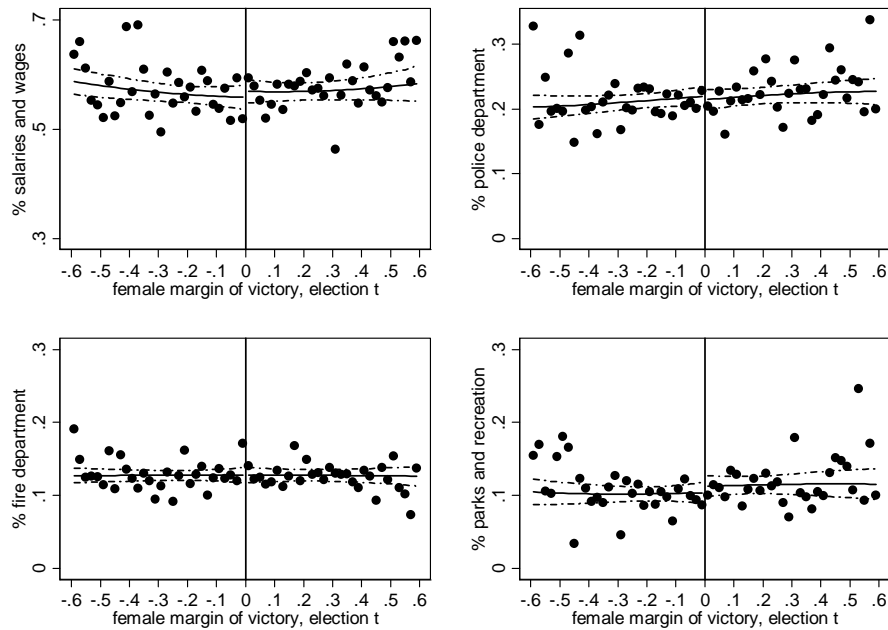 % salaries and wages
.7
.5
.3
-.6 -.5 -.4 -.3 -.2 -.1 0 .1 .2 .3 .4 .5 .6
female margin of victory, election t
% police department
.3
.2
.1
0
-.6 -.5 -.4 -.3 -.2 -.1 0 .1 .2 .3 .4 .5 .6
female margin of victory, election t
% fire department
.3
.2
.1
0
-.6 -.5 -.4 -.3 -.2 -.1 0 .1 .2 .3 .4 .5 .6
female margin of victory, election t
% parks and recreation
.3
.2
.1
0
-.6 -.5 -.4 -.3 -.2 -.1 0 .1 .2 .3 .4 .5 .6
female margin of victory, election t